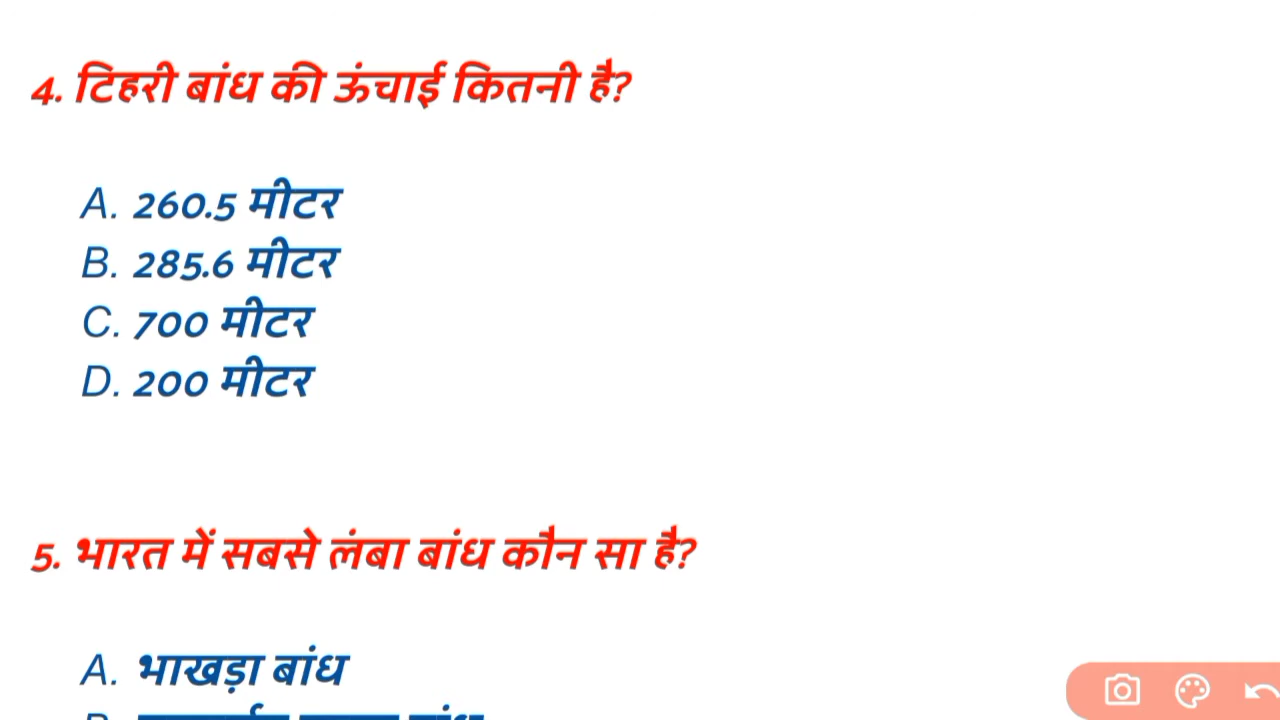 4. टिहरी बांध की ऊंचाई कितनी है?
A. 260.5 मीटर
B. 285.6 मीटर
C. 700 मीटर
D. 200 मीटर
5. भारत में सबसे लंबा बांध कौन सा है?
A. भाखड़ा बांध